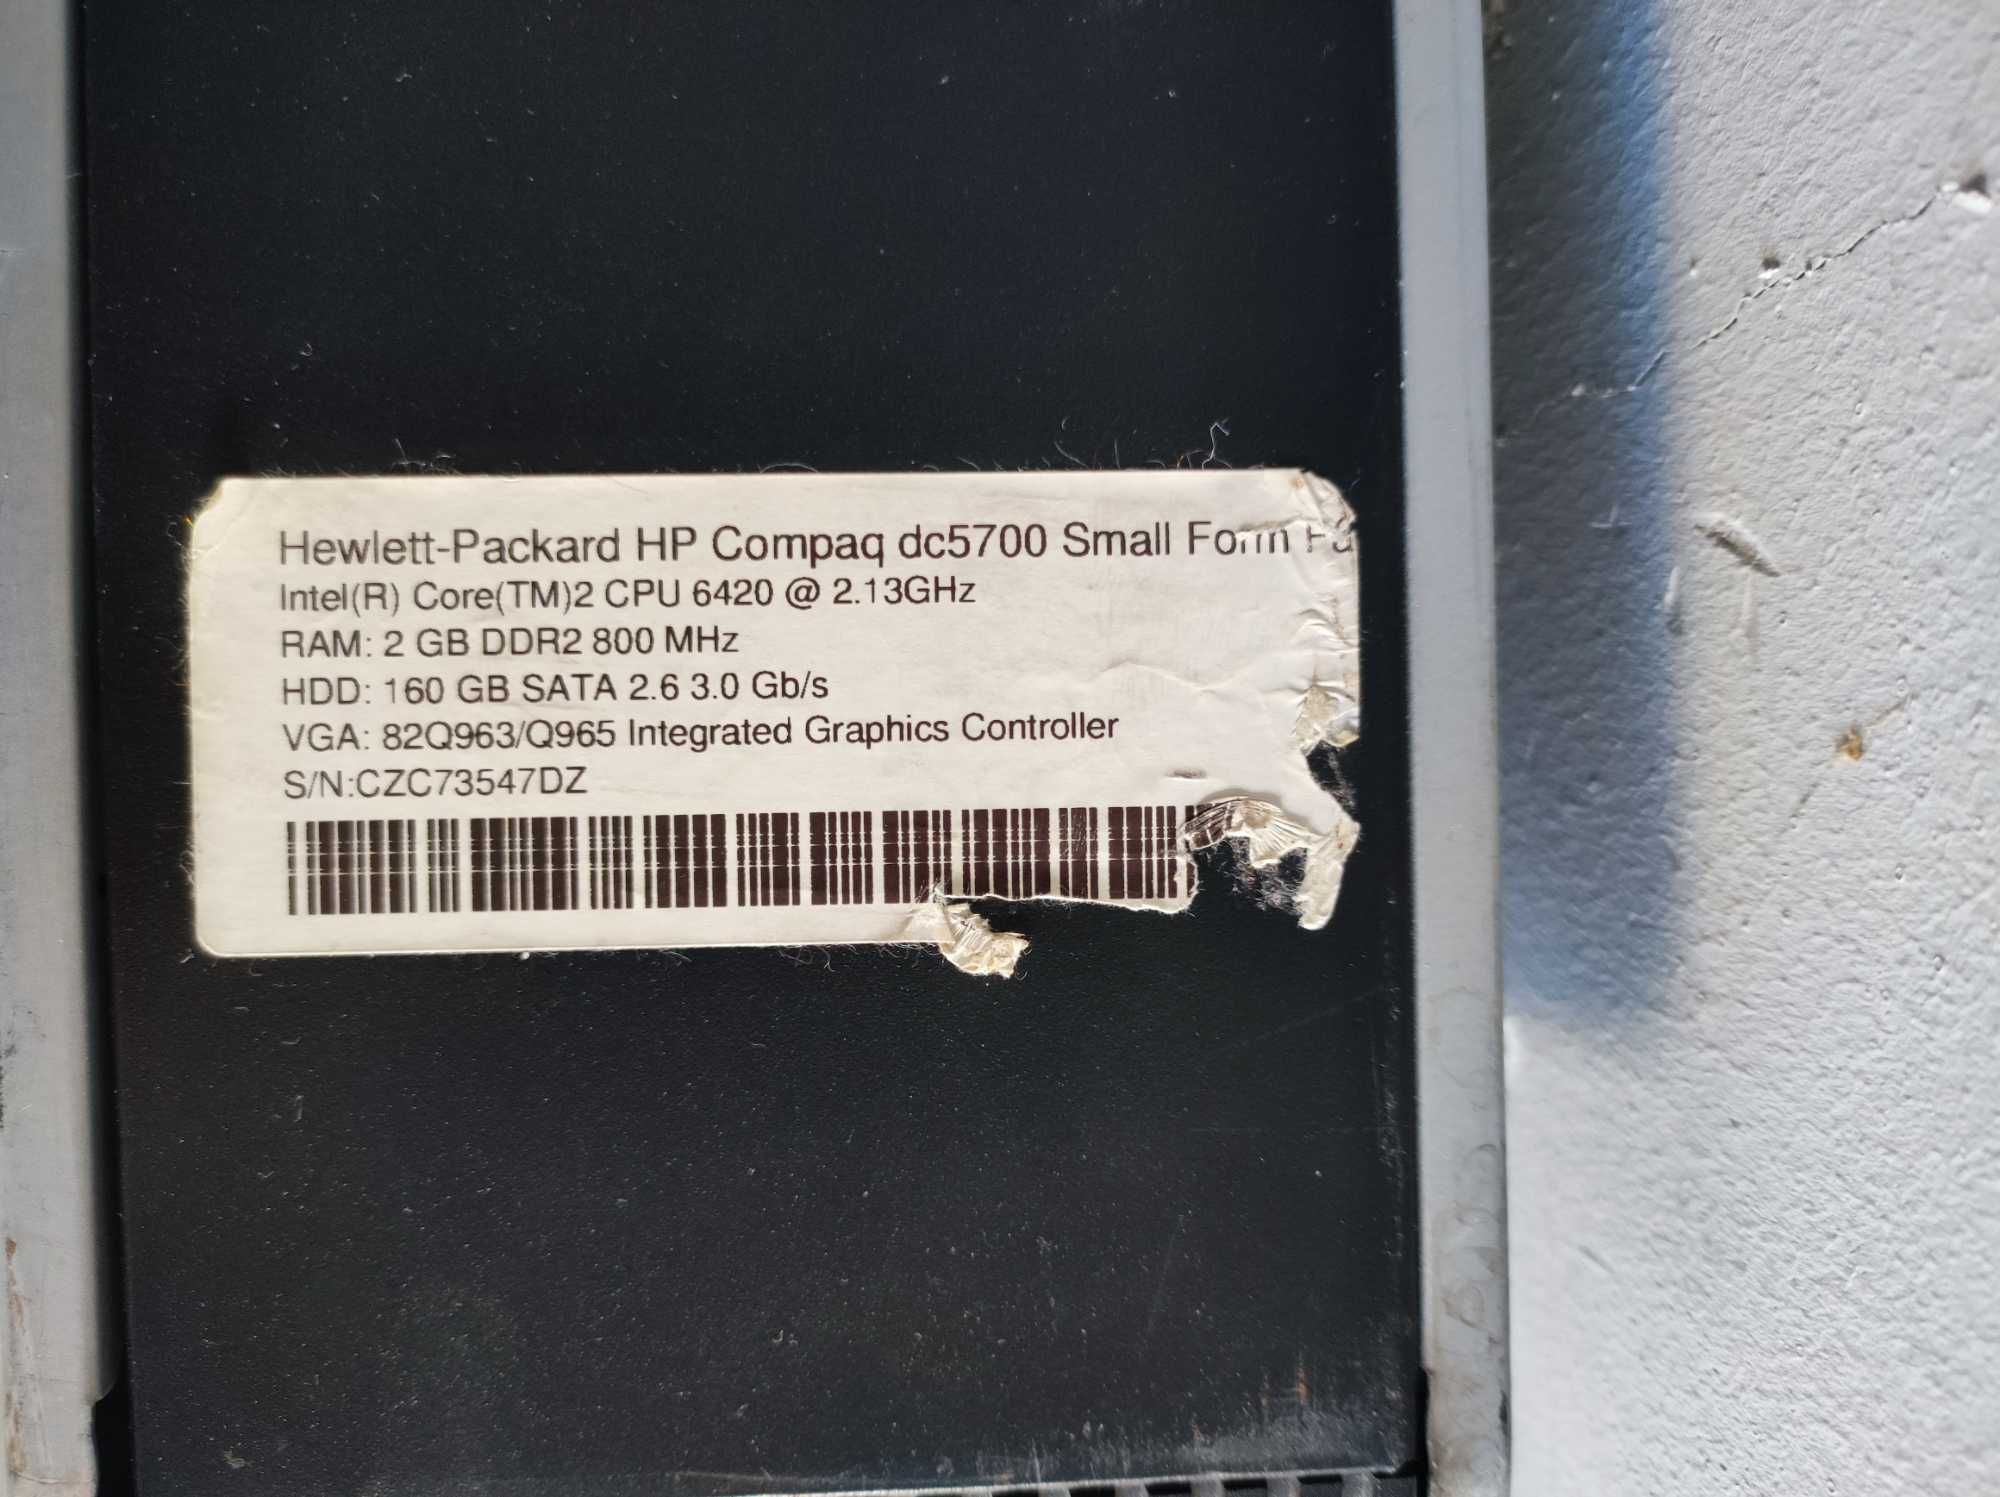 Hewlett-Packard HP Compaq dc5700 Small Form
Intel(R) Core(TM)2 CPU 6420 @ 2.13GHz
RAM: 2 GB DDR2 800 MHz
HDD: 160 GB SATA 2.6 3.0 Gb/s
VGA: 82Q963/Q965 Integrated Graphics Controller
S/N:CZC73547DZ